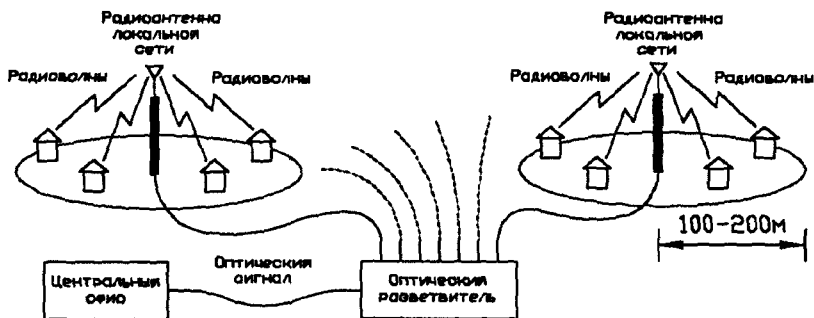 Радиоантенна
локальной
сети
Радиоантенна
локальной
сети
Радиоволны
Радиоволны
Радиоволны
Радиоволны
100-200м
Центральный
офис
Оптический
сигнал
Оптический
разветвитель